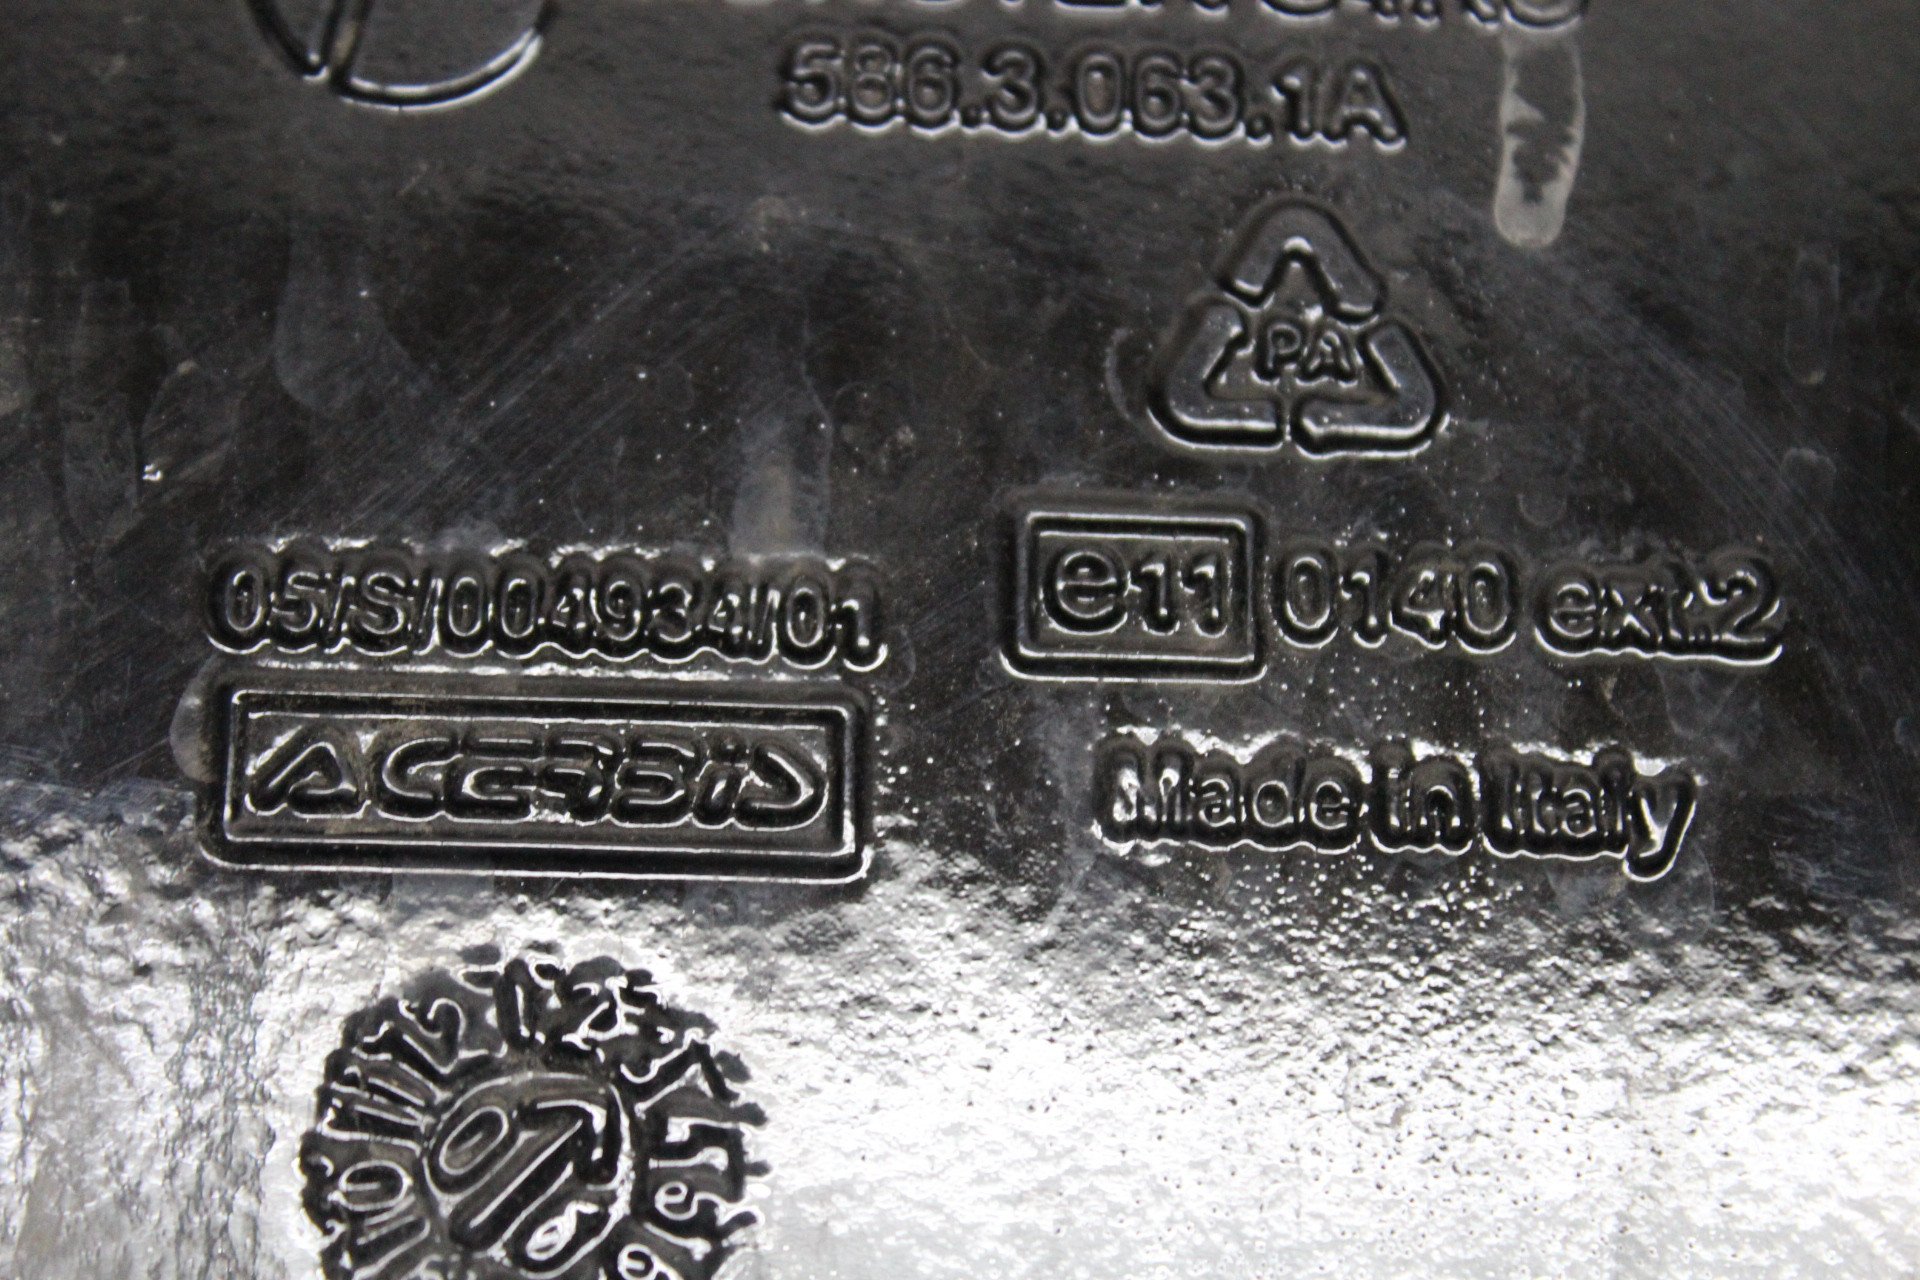 586.3.063.1A
PA
05/S/004934/01
e11 0140 ext.2
ACERBIS
Made in Italy